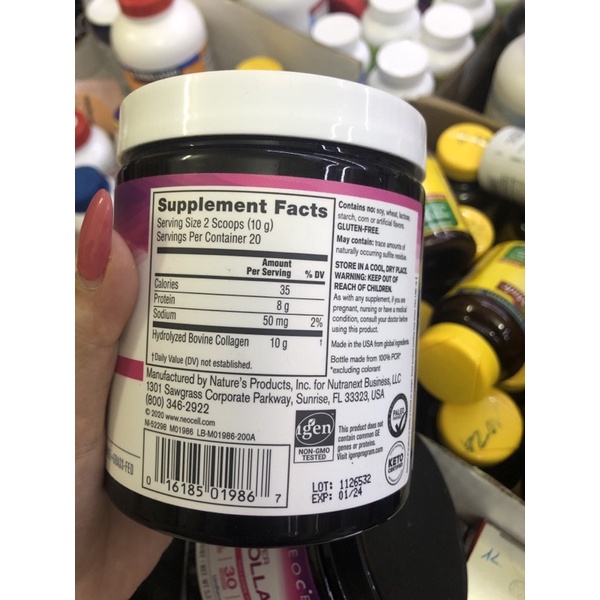 Supplement Facts
Serving Size 2 Scoops (10 g)
Servings Per Container 20
Amount
Per Serving % DV
Calories 35
Protein 8 g
Sodium 50 mg 2%
Hydrolyzed Bovine Collagen 10 g †
†Daily Value (DV) not established.
Contains no: soy, wheat, lactose,
starch, corn or artificial flavors.
GLUTEN-FREE.
May contain: trace amounts of
naturally occurring sulfite residue.
STORE IN A COOL, DRY PLACE.
WARNING: KEEP OUT OF
REACH OF CHILDREN.
As with any supplement, if you are
pregnant, nursing or have a medical
condition, consult your doctor before
using this product.
Made in the USA from global ingredients.
Bottle made from 100% PCR*
*excluding colorant
Manufactured by Nature's Products, Inc. for Nutranext Business, LLC
1301 Sawgrass Corporate Parkway, Sunrise, FL 33323, USA
(800) 346-2922
© 2020 www.neocell.com
NI-52298 M01986 LB-M01986-200A
0 16185 01986 7
igen
NON-GMO
TESTED
This product does not
contain common GE
genes or proteins.
Visit igenprogram.com.
PALEO
KETO
CERTIFIED
LOT: 1126532
EXP: 01/24
GRASS-FED
OLLA
30